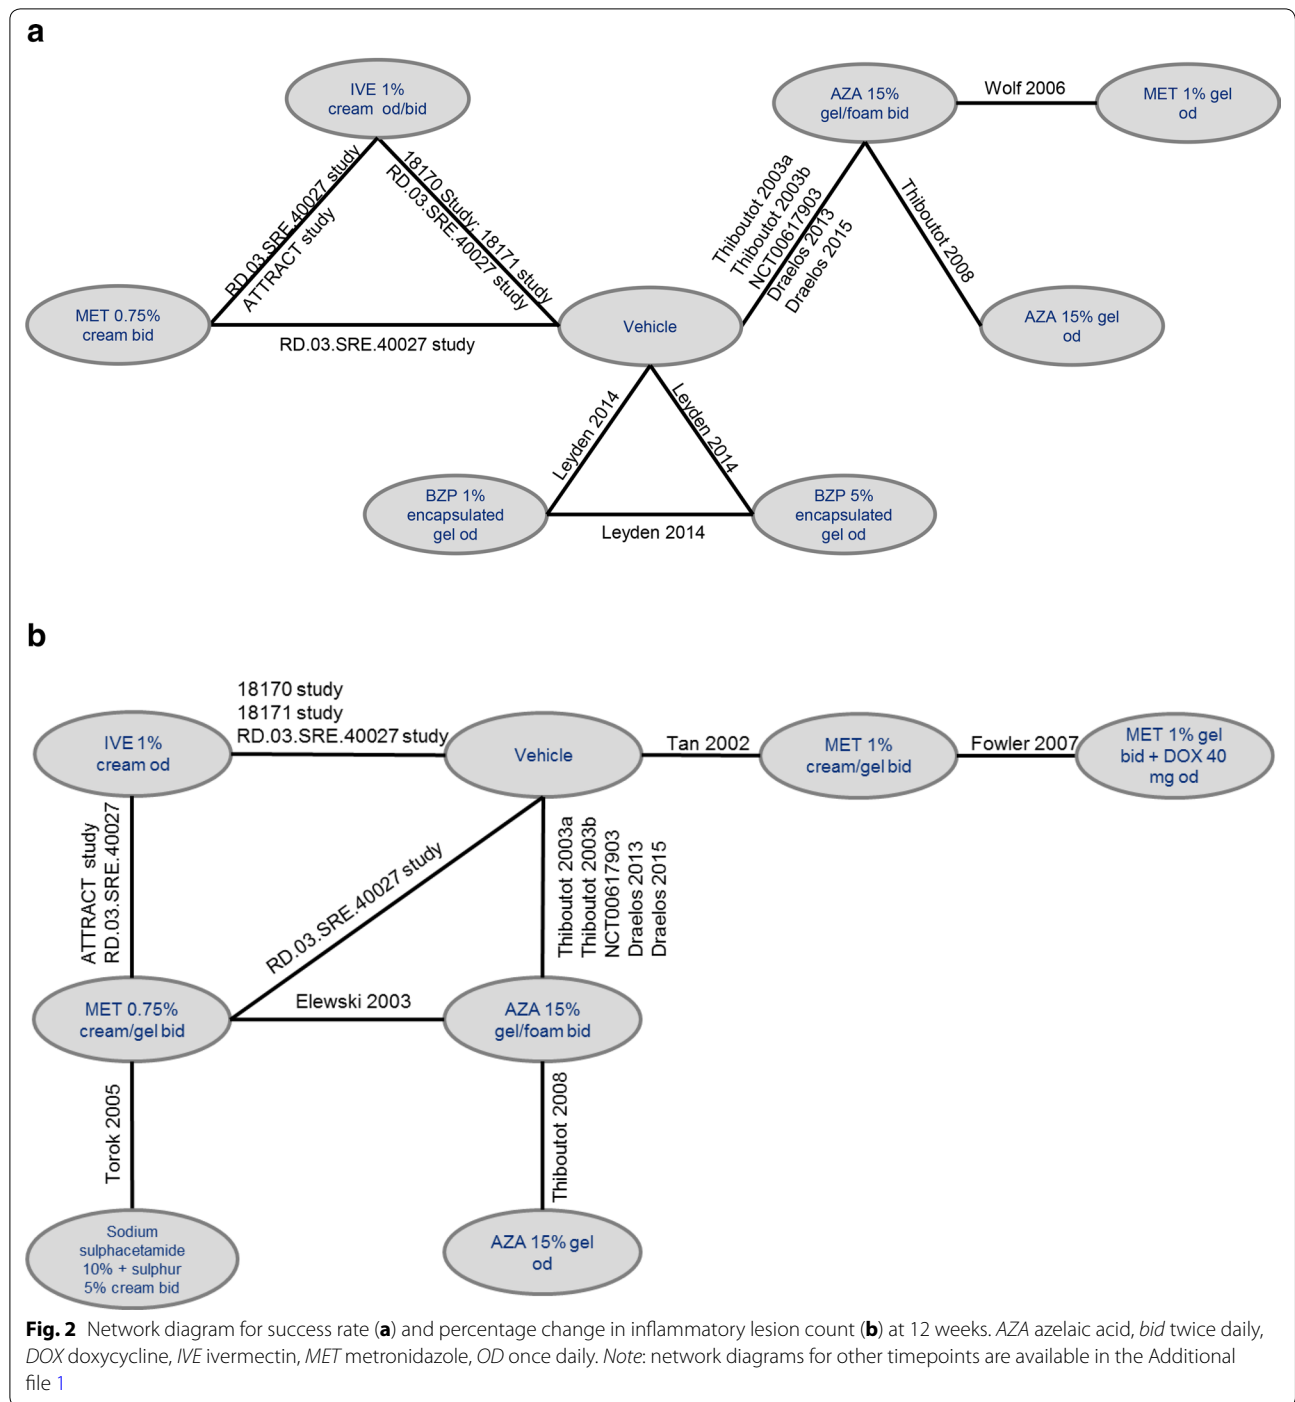 a
IVE 1%
cream od/bid
AZA 15%
gel/foam bid
Wolf 2006
MET 1% gel
od
RD.03.SRE.40027 study
ATTRACT study
18170 Study; 18171 study
RD.03.SRE.40027 study
Thiboutot 2003a
Thiboutot 2003b
NCT00617903
Draelos 2013
Draelos 2015
Thiboutot 2008
MET 0.75%
cream bid
RD.03.SRE.40027 study
Vehicle
AZA 15% gel
od
Leyden 2014
Leyden 2014
BZP 1%
encapsulated
gel od
Leyden 2014
BZP 5%
encapsulated
gel od
b
18170 study
18171 study
RD.03.SRE.40027 study
IVE 1%
cream od
Vehicle
Tan 2002
MET 1%
cream/gel bid
Fowler 2007
MET 1% gel
bid + DOX 40
mg od
ATTRACT study
RD.03.SRE.40027
RD.03.SRE.40027 study
Thiboutot 2003a
Thiboutot 2003b
NCT00617903
Draelos 2013
Draelos 2015
MET 0.75%
cream/gel bid
Elewski 2003
AZA 15%
gel/foam bid
Torok 2005
Thiboutot 2008
Sodium
sulphacetamide
10% + sulphur
5% cream bid
AZA 15% gel
od
Fig. 2 Network diagram for success rate (a) and percentage change in inflammatory lesion count (b) at 12 weeks. AZA azelaic acid, bid twice daily,
DOX doxycycline, IVE ivermectin, MET metronidazole, OD once daily. Note: network diagrams for other timepoints are available in the Additional
file 1